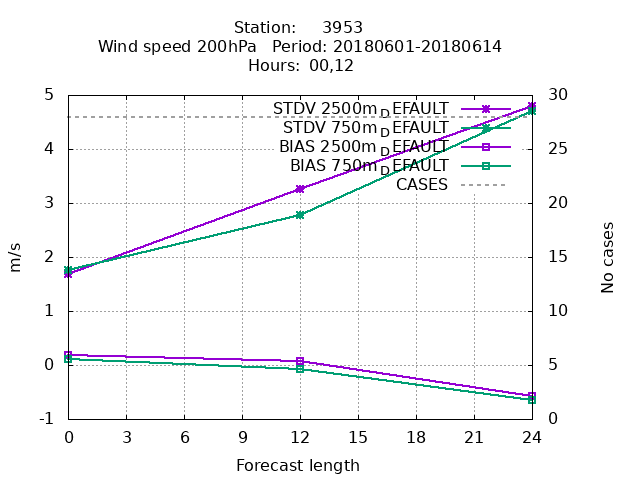 Station: 3953
Wind speed 200hPa Period: 20180601-20180614
Hours: 00,12
5 30
STDV 2500m_DEFAULT
STDV 750m_DEFAULT
4 25
BIAS 2500m_DEFAULT
BIAS 750m_DEFAULT
CASES
3 20
2 15
m/s
No cases
1 10
0 5
-1 0
0 3 6 9 12 15 18 21 24
Forecast length